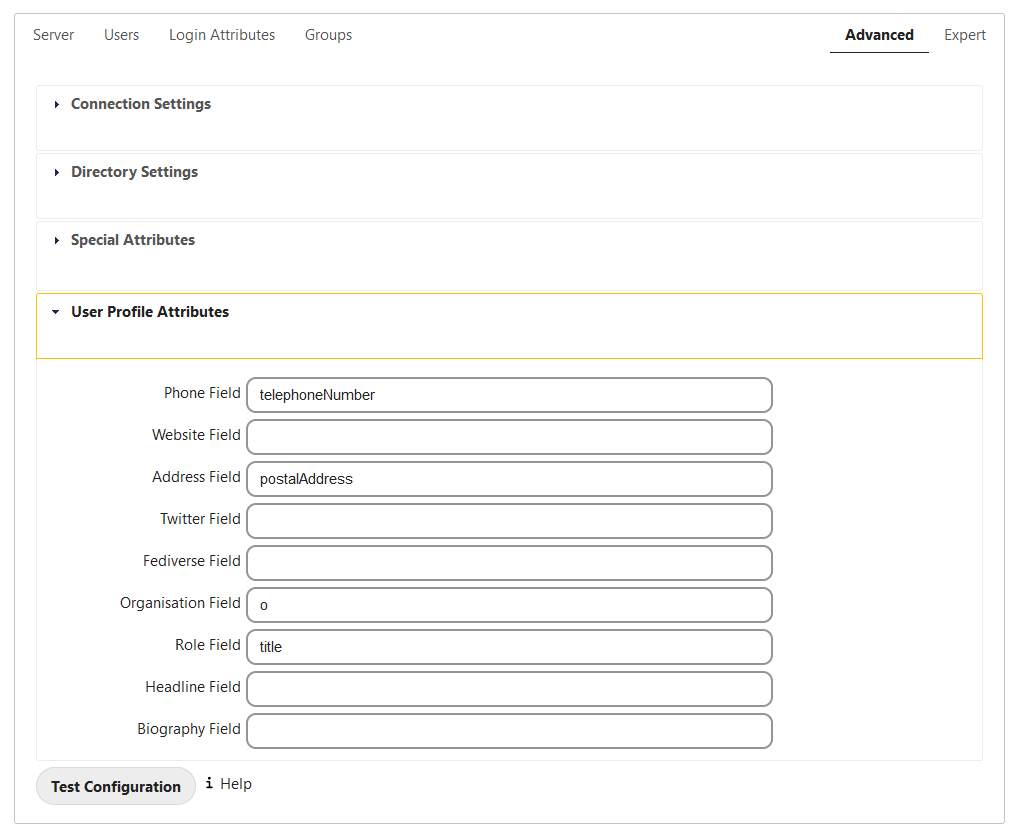 Server Users Login Attributes Groups Advanced Expert
Connection Settings
Directory Settings
Special Attributes
User Profile Attributes
Phone Field telephoneNumber
Website Field
Address Field postalAddress
Twitter Field
Fediverse Field
Organisation Field o
Role Field title
Headline Field
Biography Field
Test Configuration i Help